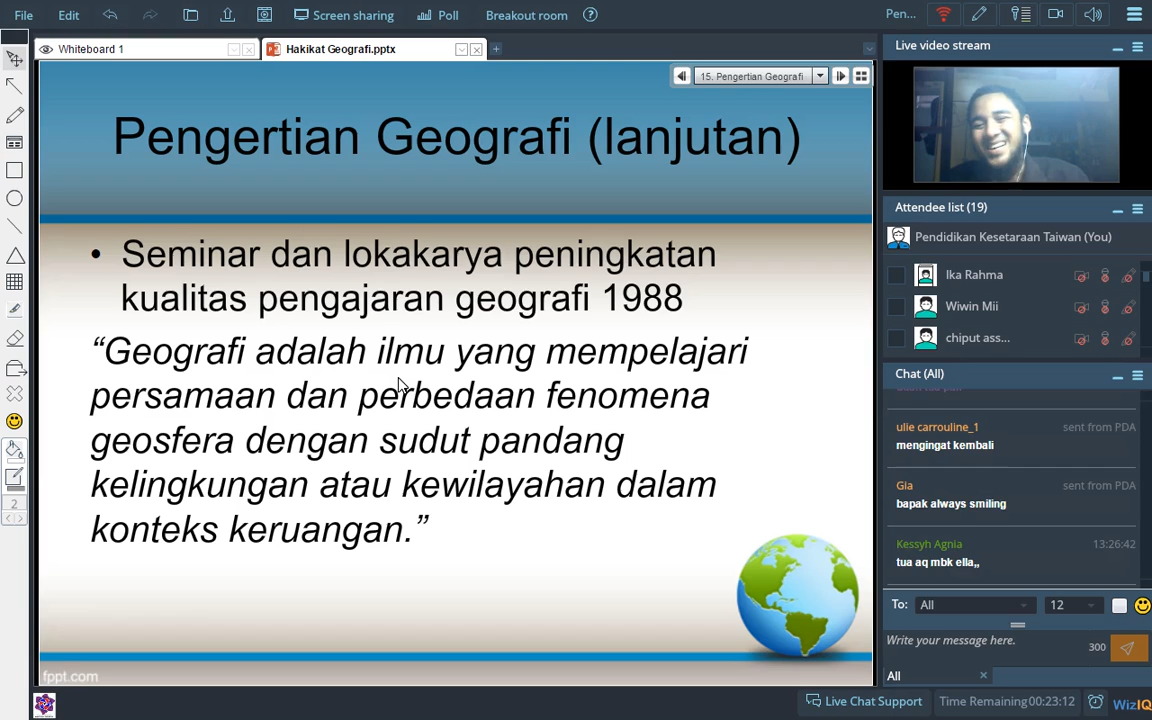 File Edit Screen sharing Poll Breakout room ? Pen...
Whiteboard 1 Hakikat Geografi.pptx
15. Pengertian Geografi
Pengertian Geografi (lanjutan)
• Seminar dan lokakarya peningkatan
kualitas pengajaran geografi 1988
“Geografi adalah ilmu yang mempelajari
persamaan dan perbedaan fenomena
geosfera dengan sudut pandang
kelingkungan atau kewilayahan dalam
konteks keruangan.”
fppt.com
2
Live video stream
Attendee list (19)
Pendidikan Kesetaraan Taiwan (You)
Ika Rahma
Wiwin Mii
chiput ass...
Chat (All)
ulie carrouline_1 sent from PDA
mengingat kembali
Gia sent from PDA
bapak always smiling
Kessyh Agnia 13:26:42
tua aq mbk ella,,
To: All 12
Write your message here. 300
All
Live Chat Support Time Remaining00:23:12 WizIQ